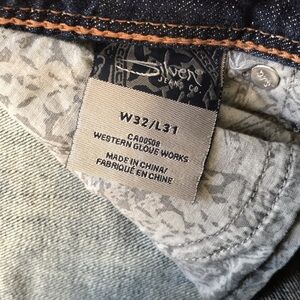 Silver
JEANS CO.
W32/L31
CA00508
WESTERN GLOVE WORKS
MADE IN CHINA/
FABRIQUÉ EN CHINE